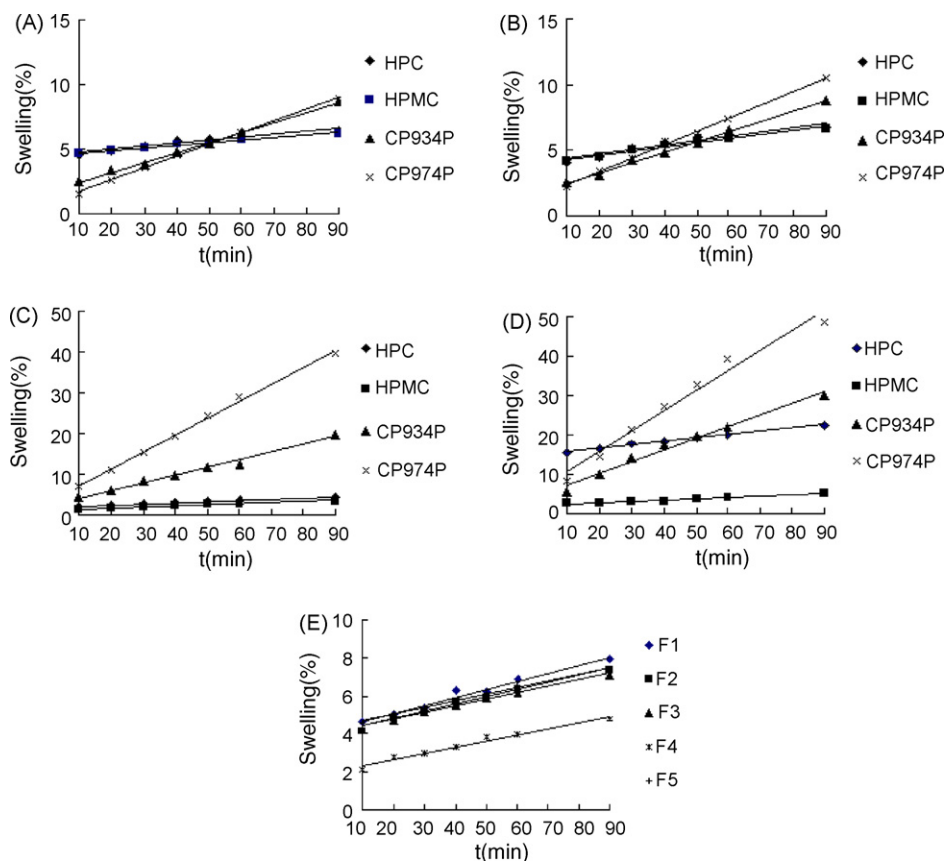 (A)
Swelling(%)
15
10
5
0
10 20 30 40 50 60 70 80 90
t(min)
HPC
HPMC
CP934P
CP974P
(B)
Swelling(%)
15
10
5
0
10 20 30 40 50 60 70 80 90
t(min)
HPC
HPMC
CP934P
CP974P
(C)
Swelling(%)
50
40
30
20
10
0
10 20 30 40 50 60 70 80 90
t(min)
HPC
HPMC
CP934P
CP974P
(D)
Swelling(%)
50
40
30
20
10
0
10 20 30 40 50 60 70 80 90
t(min)
HPC
HPMC
CP934P
CP974P
(E)
Swelling(%)
10
8
6
4
2
0
10 20 30 40 50 60 70 80 90
t(min)
F1
F2
F3
F4
F5